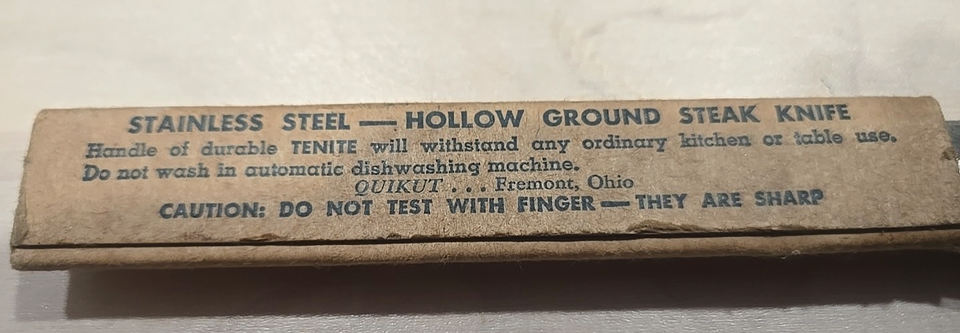 STAINLESS STEEL — HOLLOW GROUND STEAK KNIFE
Handle of durable TENITE will withstand any ordinary kitchen or table use.
Do not wash in automatic dishwashing machine.
QUIKUT . . . Fremont, Ohio
CAUTION: DO NOT TEST WITH FINGER — THEY ARE SHARP